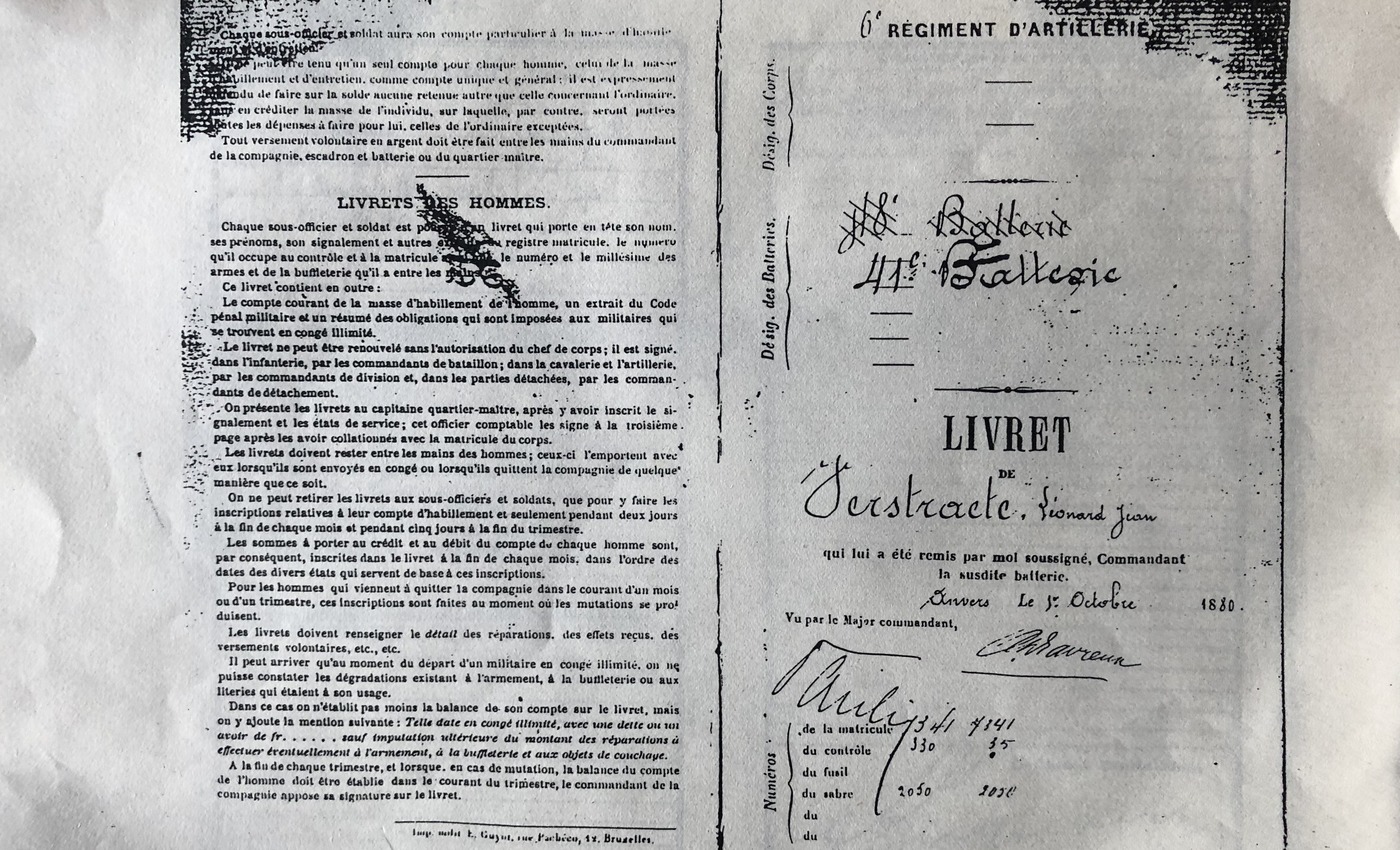 Chaque sous-officier et soldat aura son compte particulier à la masse d'habille-
ment et d'entretien.
ne peut être tenu qu'un seul compte pour chaque homme, celui de la masse
d'habillement et d'entretien, comme compte unique et général; il est expressément
défendu de faire sur la solde aucune retenue autre que celle concernant l'ordinaire,
sans en créditer la masse de l'individu, sur laquelle, par contre, seront portées
toutes les dépenses à faire pour lui, celles de l'ordinaire exceptées.
Tout versement volontaire en argent doit être fait entre les mains du commandant
de la compagnie, escadron et batterie ou du quartier-maître.
LIVRETS DES HOMMES.
Chaque sous-officier et soldat est d'un livret qui porte en tête son nom,
ses prénoms, son signalement et autres registre matricule, le numéro
qu'il occupe au contrôle et à la matricule le numéro et le millésime des
armes et de la buffleterie qu'il a entre les mains.
Ce livret contient en outre :
Le compte courant de la masse d'habillement de l'homme, un extrait du Code
pénal militaire et un résumé des obligations qui sont imposées aux militaires qui
se trouvent en congé illimité.
Le livret ne peut être renouvelé sans l'autorisation du chef de corps; il est signé,
dans l'infanterie, par les commandants de bataillon; dans la cavalerie et l'artillerie,
par les commandants de division et, dans les parties détachées, par les comman-
dants de détachement.
On présente les livrets au capitaine quartier-maître, après y avoir inscrit le si-
gnalement et les états de service; cet officier comptable les signe à la troisième
page après les avoir collationnés avec la matricule du corps.
Les livrets doivent rester entre les mains des hommes; ceux-ci l'emportent avec
eux lorsqu'ils sont envoyés en congé ou lorsqu'ils quittent la compagnie de quelque
manière que ce soit.
On ne peut retirer les livrets aux sous-officiers et soldats, que pour y faire les
inscriptions relatives à leur compte d'habillement et seulement pendant deux jours
à la fin de chaque mois et pendant cinq jours à la fin du trimestre.
Les sommes à porter au crédit et au débit du compte de chaque homme sont,
par conséquent, inscrites dans le livret à la fin de chaque mois, dans l'ordre des
dates des divers états qui servent de base à ces inscriptions.
Pour les hommes qui viennent à quitter la compagnie dans le courant d'un mois
ou d'un trimestre, ces inscriptions sont faites au moment où les mutations se pro-
duisent.
Les livrets doivent renseigner le détail des réparations, des effets reçus, des
versements volontaires, etc., etc.
Il peut arriver qu'au moment du départ d'un militaire en congé illimité, on ne
puisse constater les dégradations existant à l'armement, à la buffleterie ou aux
literies qui étaient à son usage.
Dans ce cas on n'établit pas moins la balance de son compte sur le livret, mais
on y ajoute la mention suivante : Telle date en congé illimité, avec une dette ou un
avoir de fr. . . . . . sauf imputation ultérieure du montant des réparations à
effectuer éventuellement à l'armement, à la buffleterie et aux objets de couchage.
A la fin de chaque trimestre, et lorsque, en cas de mutation, la balance du compte
de l'homme doit être établie dans le courant du trimestre, le commandant de la
compagnie appose sa signature sur le livret.
Imp. milit. E. Guyot, rue Pachéco, 12, Bruxelles.
6e RÉGIMENT D'ARTILLERIE
Désig. des Corps.
Désig. des Batteries.
Batterie
41e Batterie
LIVRET
DE
Verstraete, Léonard Jean
qui lui a été remis par moi soussigné, Commandant
la susdite batterie.
Anvers Le 1er Octobre 1880.
Vu par le Major commandant,
Numéros
de la matricule 7341 7341
du contrôle 330 35
du fusil
du sabre 2050 2050
du
du